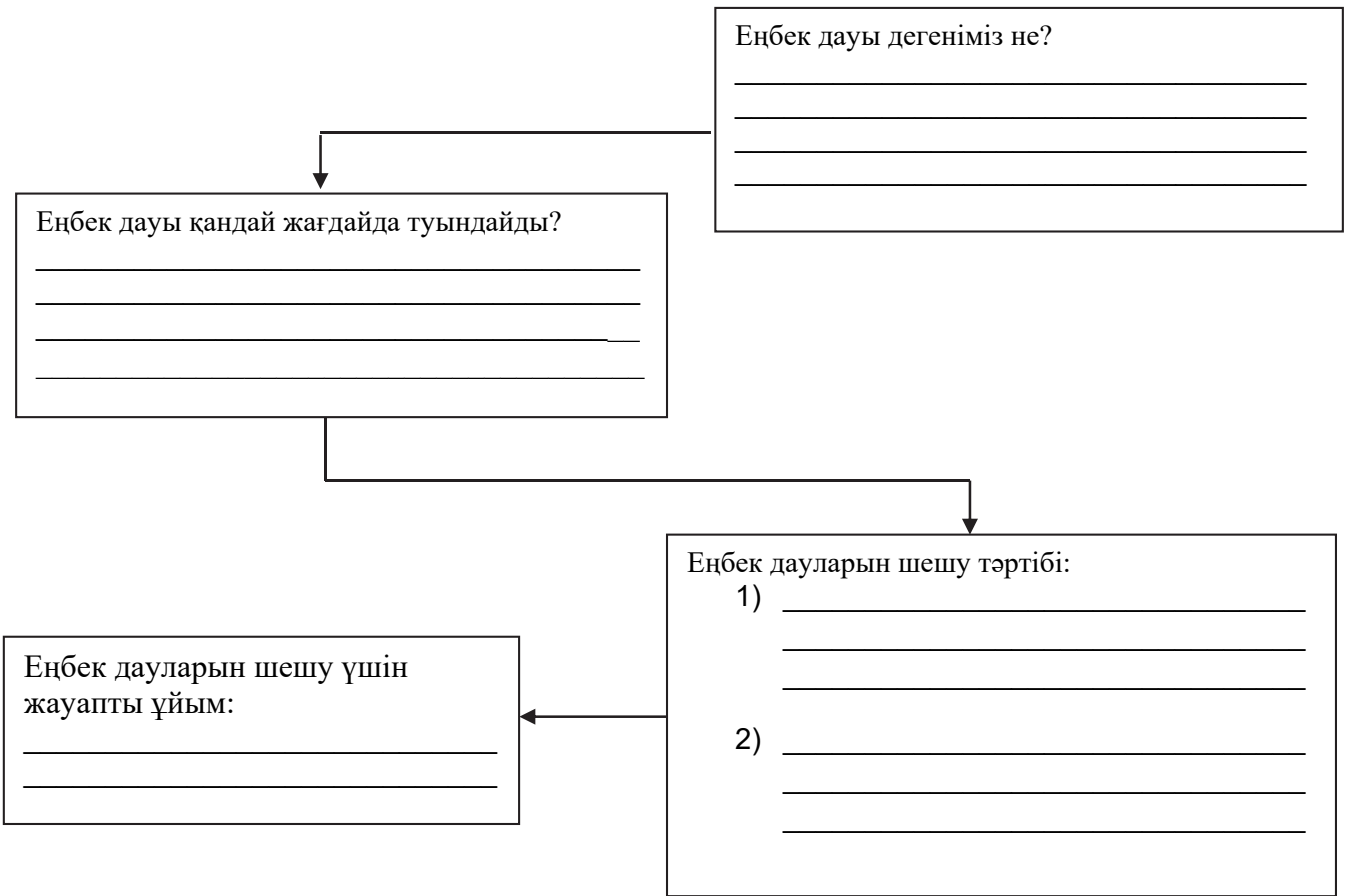 Еңбек дауы дегеніміз не?
Еңбек дауы қандай жағдайда туындайды?
Еңбек дауларын шешу тәртібі:
1)
2)
Еңбек дауларын шешу үшін
жауапты ұйым: